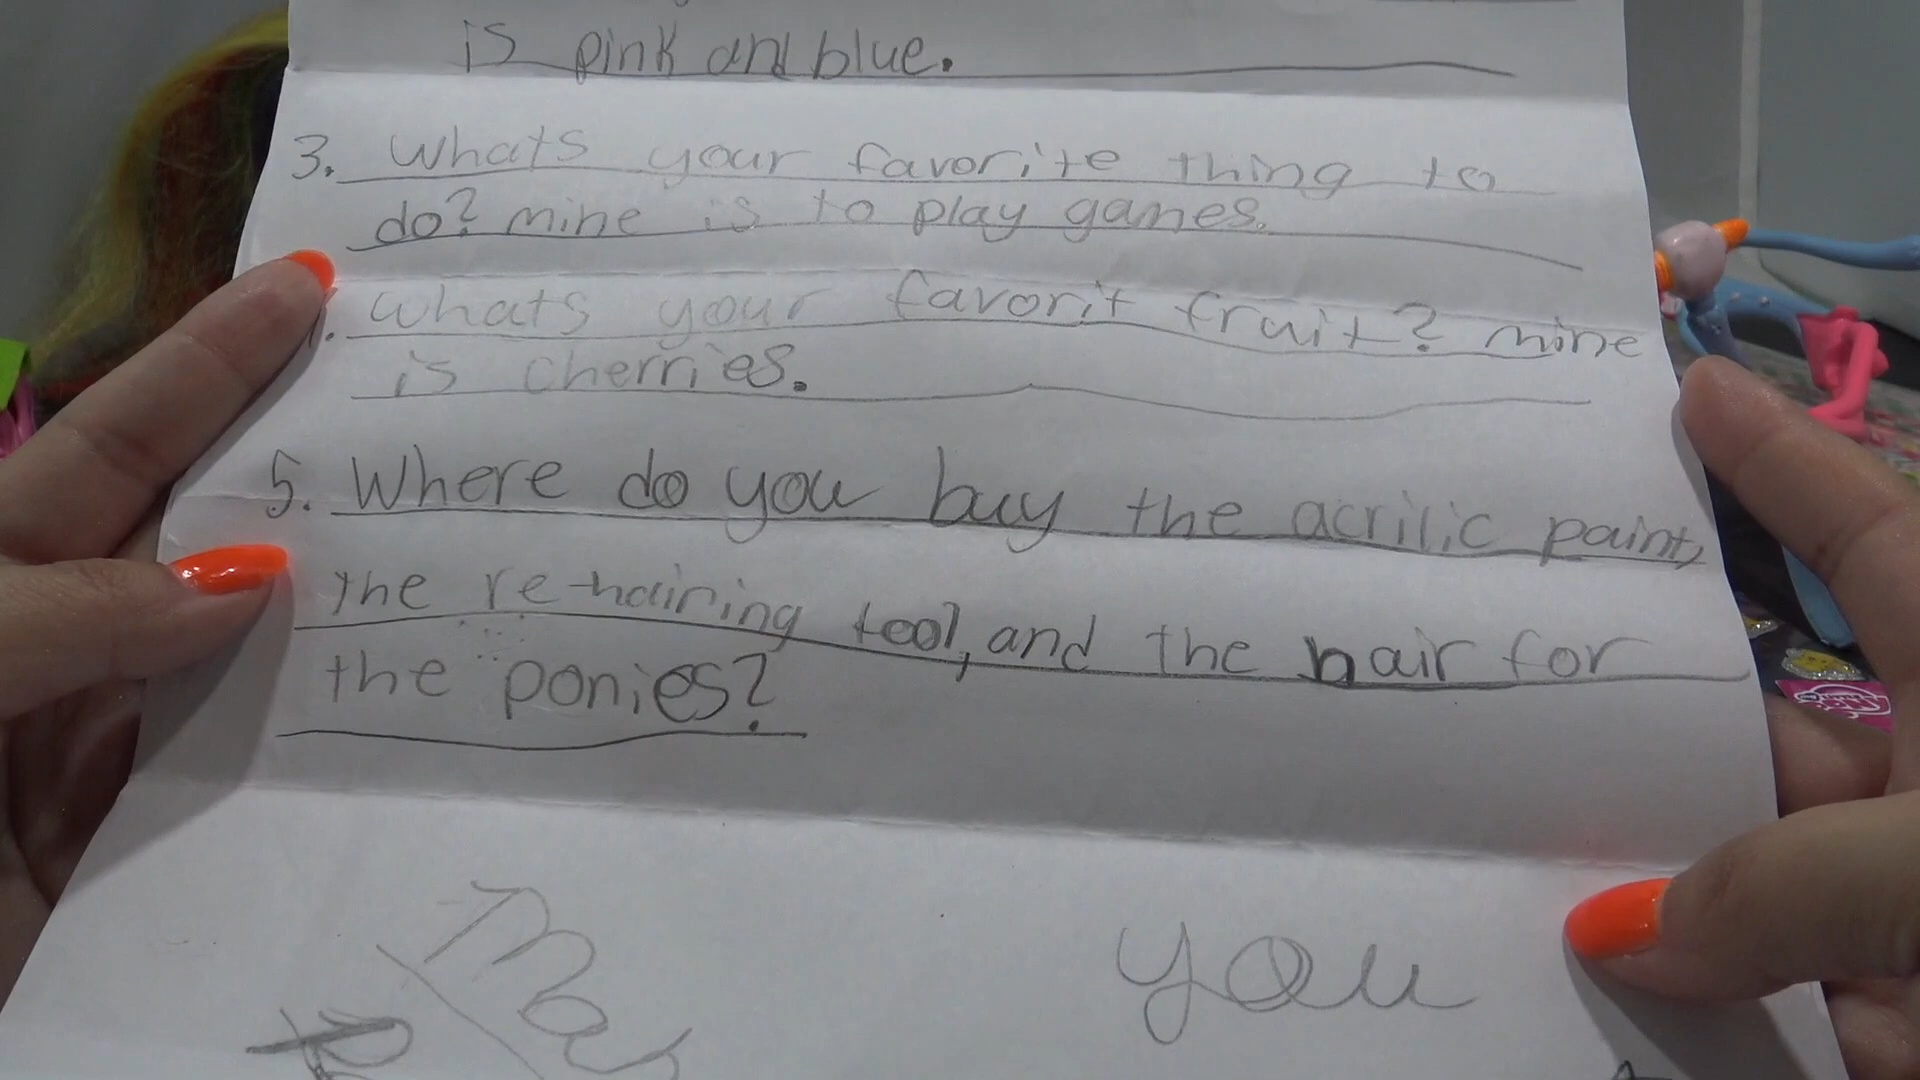 is pink and blue.
3. Whats your favorite thing to
do? mine is to play games.
whats your favorit fruit? mine
is cherries.
5. Where do you buy the acrilic paint,
the re-hairing tool, and the hair for
the ponies?
you